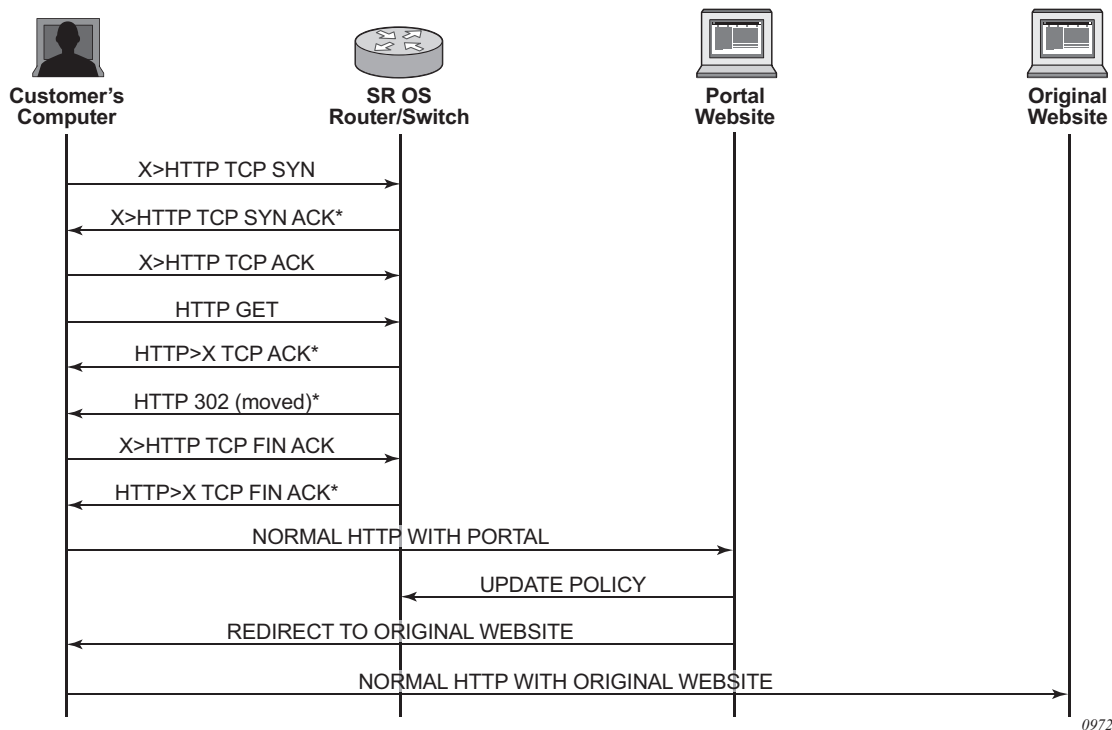 Customer's
Computer
SR OS
Router/Switch
Portal
Website
Original
Website
X>HTTP TCP SYN
X>HTTP TCP SYN ACK*
X>HTTP TCP ACK
HTTP GET
HTTP>X TCP ACK*
HTTP 302 (moved)*
X>HTTP TCP FIN ACK
HTTP>X TCP FIN ACK*
NORMAL HTTP WITH PORTAL
UPDATE POLICY
REDIRECT TO ORIGINAL WEBSITE
NORMAL HTTP WITH ORIGINAL WEBSITE
0972